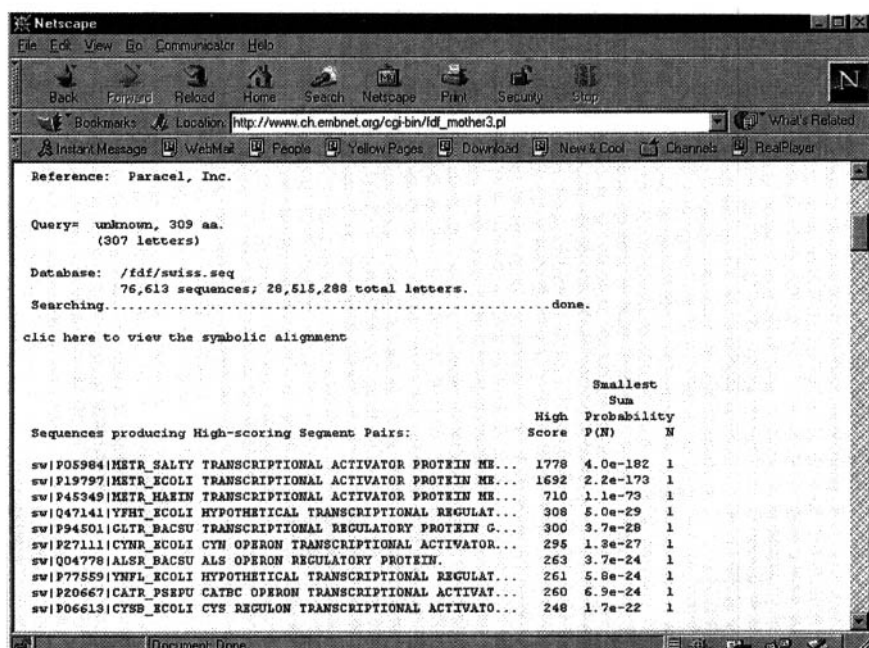 Netscape
File Edit View Go Communicator Help
Back Forward Reload Home Search Netscape Print Security Stop
N
Bookmarks Location: http://www.ch.embnet.org/cgi-bin/fdf_mother3.pl What's Related
Instant Message WebMail People Yellow Pages Download New & Cool Channels RealPlayer
Reference: Paracel, Inc.
Query= unknown, 309 aa.
(307 letters)
Database: /fdf/swiss.seq
76,613 sequences; 28,515,288 total letters.
Searching..................................................done.
clic here to view the symbolic alignment
Smallest
Sum
High Probability
Sequences producing High-scoring Segment Pairs: Score P(N) N
sw|P05984|METR_SALTY TRANSCRIPTIONAL ACTIVATOR PROTEIN ME... 1778 4.0e-182 1
sw|P19797|METR_ECOLI TRANSCRIPTIONAL ACTIVATOR PROTEIN ME... 1692 2.2e-173 1
sw|P45349|METR_HAEIN TRANSCRIPTIONAL ACTIVATOR PROTEIN ME... 710 1.1e-73 1
sw|Q47141|YFHT_ECOLI HYPOTHETICAL TRANSCRIPTIONAL REGULAT... 308 5.0e-29 1
sw|P94501|GLTR_BACSU TRANSCRIPTIONAL REGULATORY PROTEIN G... 300 3.7e-28 1
sw|P27111|CYNR_ECOLI CYN OPERON TRANSCRIPTIONAL ACTIVATOR... 295 1.3e-27 1
sw|Q04778|ALSR_BACSU ALS OPERON REGULATORY PROTEIN. 263 3.7e-24 1
sw|P77559|YNFL_ECOLI HYPOTHETICAL TRANSCRIPTIONAL REGULAT... 261 5.8e-24 1
sw|P20667|CATR_PSEPU CATBC OPERON TRANSCRIPTIONAL ACTIVAT... 260 6.9e-24 1
sw|P06613|CYSB_ECOLI CYS REGULON TRANSCRIPTIONAL ACTIVATO... 248 1.7e-22 1
Document: Done